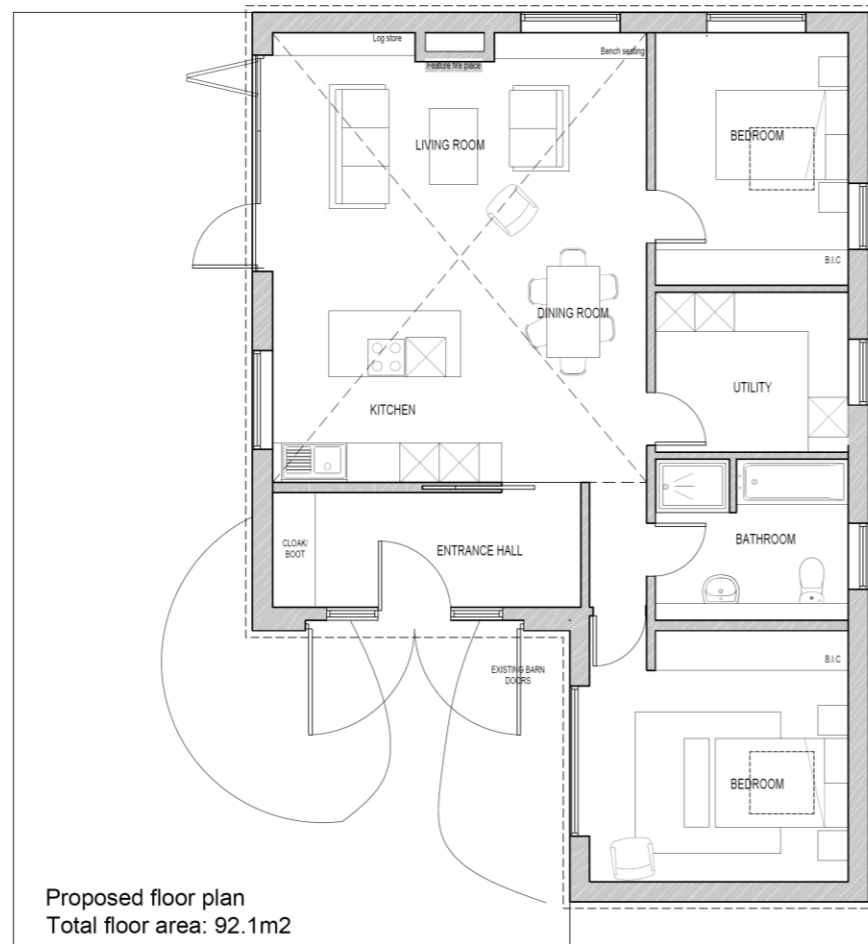 Log store
Feature fire place
Bench seating
LIVING ROOM
BEDROOM
B.I.C
DINING ROOM
UTILITY
KITCHEN
CLOAK/
BOOT
ENTRANCE HALL
BATHROOM
EXISTING BARN
DOORS
B.I.C
BEDROOM
Proposed floor plan
Total floor area: 92.1m2